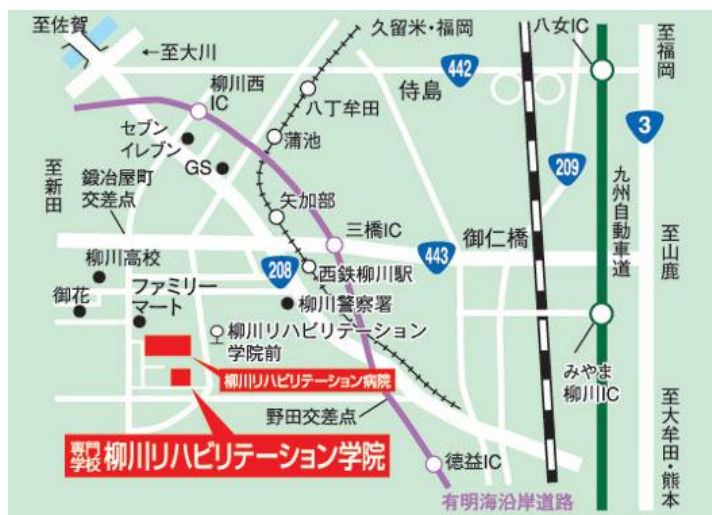 至佐賀
←至大川
久留米・福岡
八女IC
至福岡
柳川西
IC
八丁牟田
侍島
442
3
セブン
イレブン
蒲池
GS
209
至新田
鍛冶屋町
交差点
矢加部
九州自動車道
三橋IC
御仁橋
至山鹿
柳川高校
208
西鉄柳川駅
443
御花
ファミリー
マート
柳川警察署
柳川リハビリテーション
学院前
みやま
柳川IC
柳川リハビリテーション病院
野田交差点
至大牟田・熊本
専門
学校
柳川リハビリテーション学院
徳益IC
有明海沿岸道路